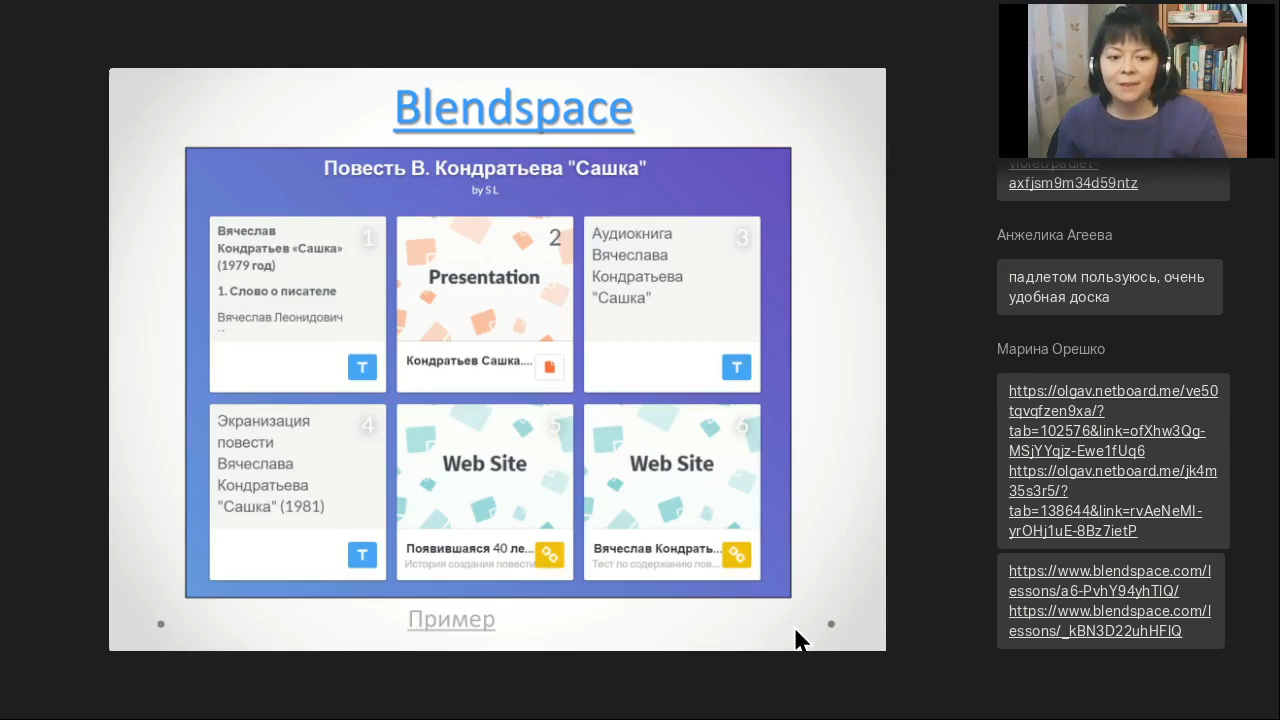 Blendspace
Повесть В. Кондратьева "Сашка"
by S L
Вячеслав
Кондратьев «Сашка»
(1979 год)
1. Слово о писателе
Вячеслав Леонидович
1
T
Presentation
2
Кондратьев Сашка....
Аудиокнига
Вячеслава
Кондратьева
"Сашка"
3
T
Экранизация
повести
Вячеслава
Кондратьева
"Сашка" (1981)
4
T
Web Site
5
Появившаяся 40 ле...
История создания повести
Web Site
6
Вячеслав Кондрать...
Тест по содержанию пов...
Пример
violet/padlet-
axfjsm9m34d59ntz
Анжелика Агеева
падлетом пользуюсь, очень
удобная доска
Марина Орешко
https://olgav.netboard.me/ve50
tqvqfzen9xa/?
tab=102576&link=ofXhw3Qg-
MSjYYqjz-Ewe1fUq6
https://olgav.netboard.me/jk4m
35s3r5/?
tab=138644&link=rvAeNeMI-
yrOHj1uE-8Bz7ietP
https://www.blendspace.com/l
essons/a6-PvhY94yhTlQ/
https://www.blendspace.com/l
essons/_kBN3D22uhHFlQ